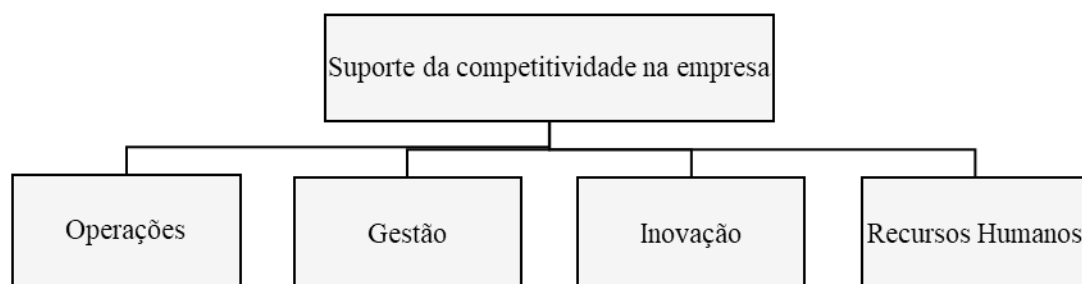 Suporte da competitividade na empresa
Operações
Gestão
Inovação
Recursos Humanos